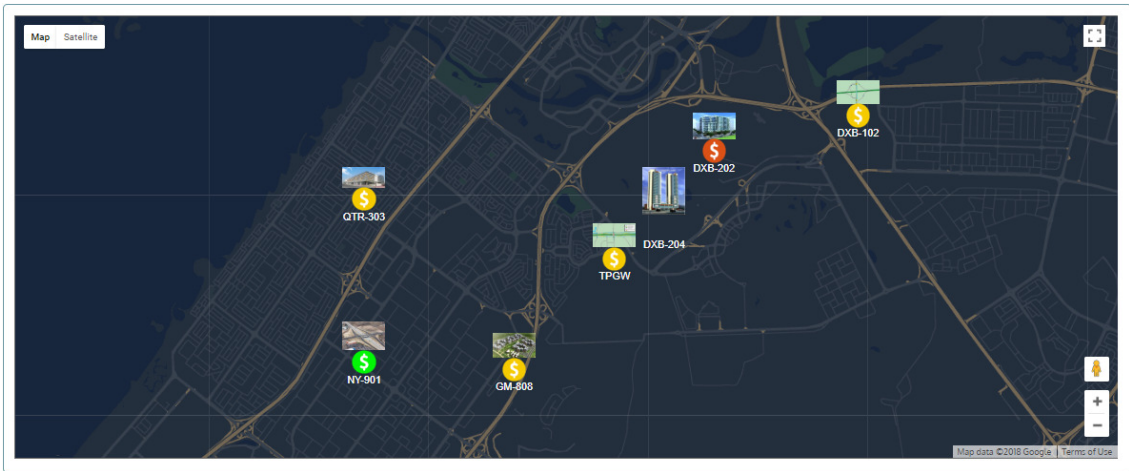 Map Satellite
DXB-102
DXB-202
QTR-303
DXB-204
TPGW
NY-901
GM-808
Map data ©2018 Google Terms of Use